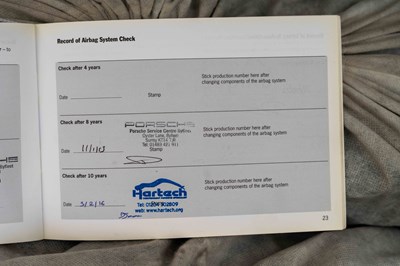 – to
Record of Airbag System Check
Check after 4 years
Stick production number here after
changing components of the airbag system
Date
Stamp
Check after 8 years
PORSCHE
Porsche Service Centre
Tel:
Stick production number here after
changing components of the airbag system
Date
Stamp
Check after 10 years
Hartech
Stick production number here after
changing components of the airbag system
Date
Tel: 01204 302809
web: www.hartech.org
23